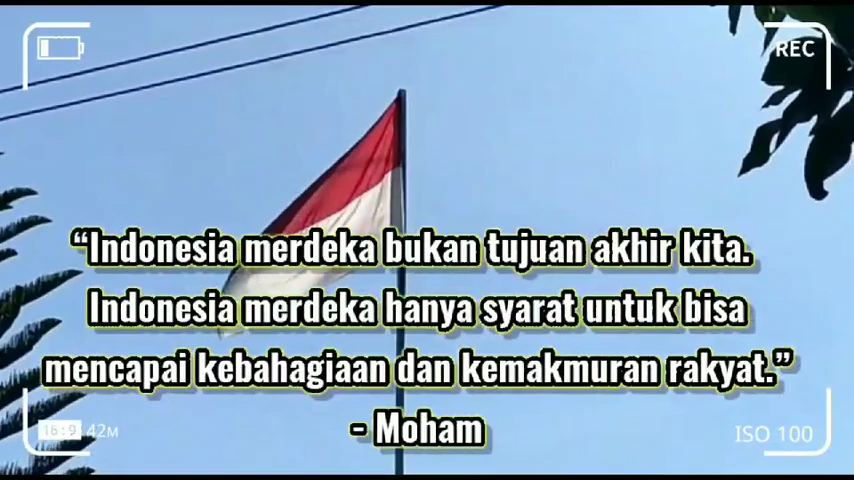 REC
“Indonesia merdeka bukan tujuan akhir kita.
Indonesia merdeka hanya syarat untuk bisa
mencapai kebahagiaan dan kemakmuran rakyat.”
- Moham
16:9 42M
ISO 100